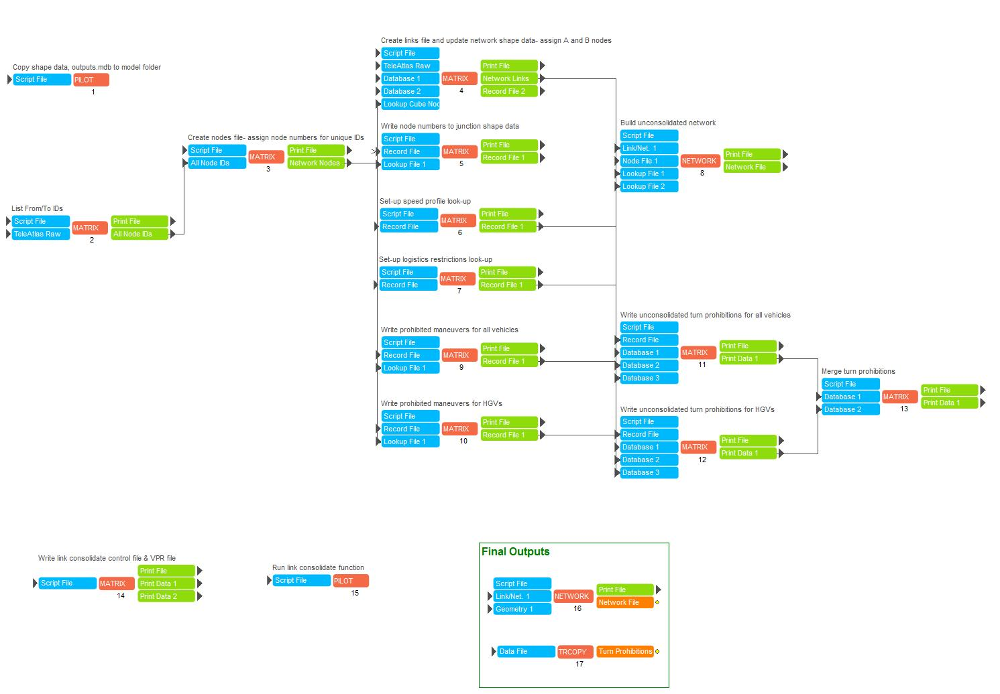 Copy shape data, outputs.mdb to model folder
Script File
PILOT
1
List From/To IDs
Script File
TeleAtlas Raw
MATRIX
2
Print File
All Node IDs
Create nodes file- assign node numbers for unique IDs
Script File
All Node IDs
MATRIX
3
Print File
Network Nodes
Create links file and update network shape data- assign A and B nodes
Script File
TeleAtlas Raw
Database 1
Database 2
Lookup Cube Noc
MATRIX
4
Print File
Network Links
Record File 2
Write node numbers to junction shape data
Script File
Record File
Lookup File 1
MATRIX
5
Print File
Record File 1
Set-up speed profile look-up
Script File
Record File
MATRIX
6
Print File
Record File 1
Set-up logistics restrictions look-up
Script File
Record File
MATRIX
7
Print File
Record File 1
Build unconsolidated network
Script File
Link/Net. 1
Node File 1
Lookup File 1
Lookup File 2
NETWORK
8
Print File
Network File
Write prohibited maneuvers for all vehicles
Script File
Record File
Lookup File 1
MATRIX
9
Print File
Record File 1
Write prohibited maneuvers for HGVs
Script File
Record File
Lookup File 1
MATRIX
10
Print File
Record File 1
Write unconsolidated turn prohibitions for all vehicles
Script File
Record File
Database 1
Database 2
Database 3
MATRIX
11
Print File
Print Data 1
Write unconsolidated turn prohibitions for HGVs
Script File
Record File
Database 1
Database 2
Database 3
MATRIX
12
Print File
Print Data 1
Merge turn prohibitions
Script File
Database 1
Database 2
MATRIX
13
Print File
Print Data 1
Write link consolidate control file & VPR file
Script File
MATRIX
14
Print File
Print Data 1
Print Data 2
Run link consolidate function
Script File
PILOT
15
Final Outputs
Script File
Link/Net. 1
Geometry 1
NETWORK
16
Print File
Network File
Data File
TRCOPY
17
Turn Prohibitions